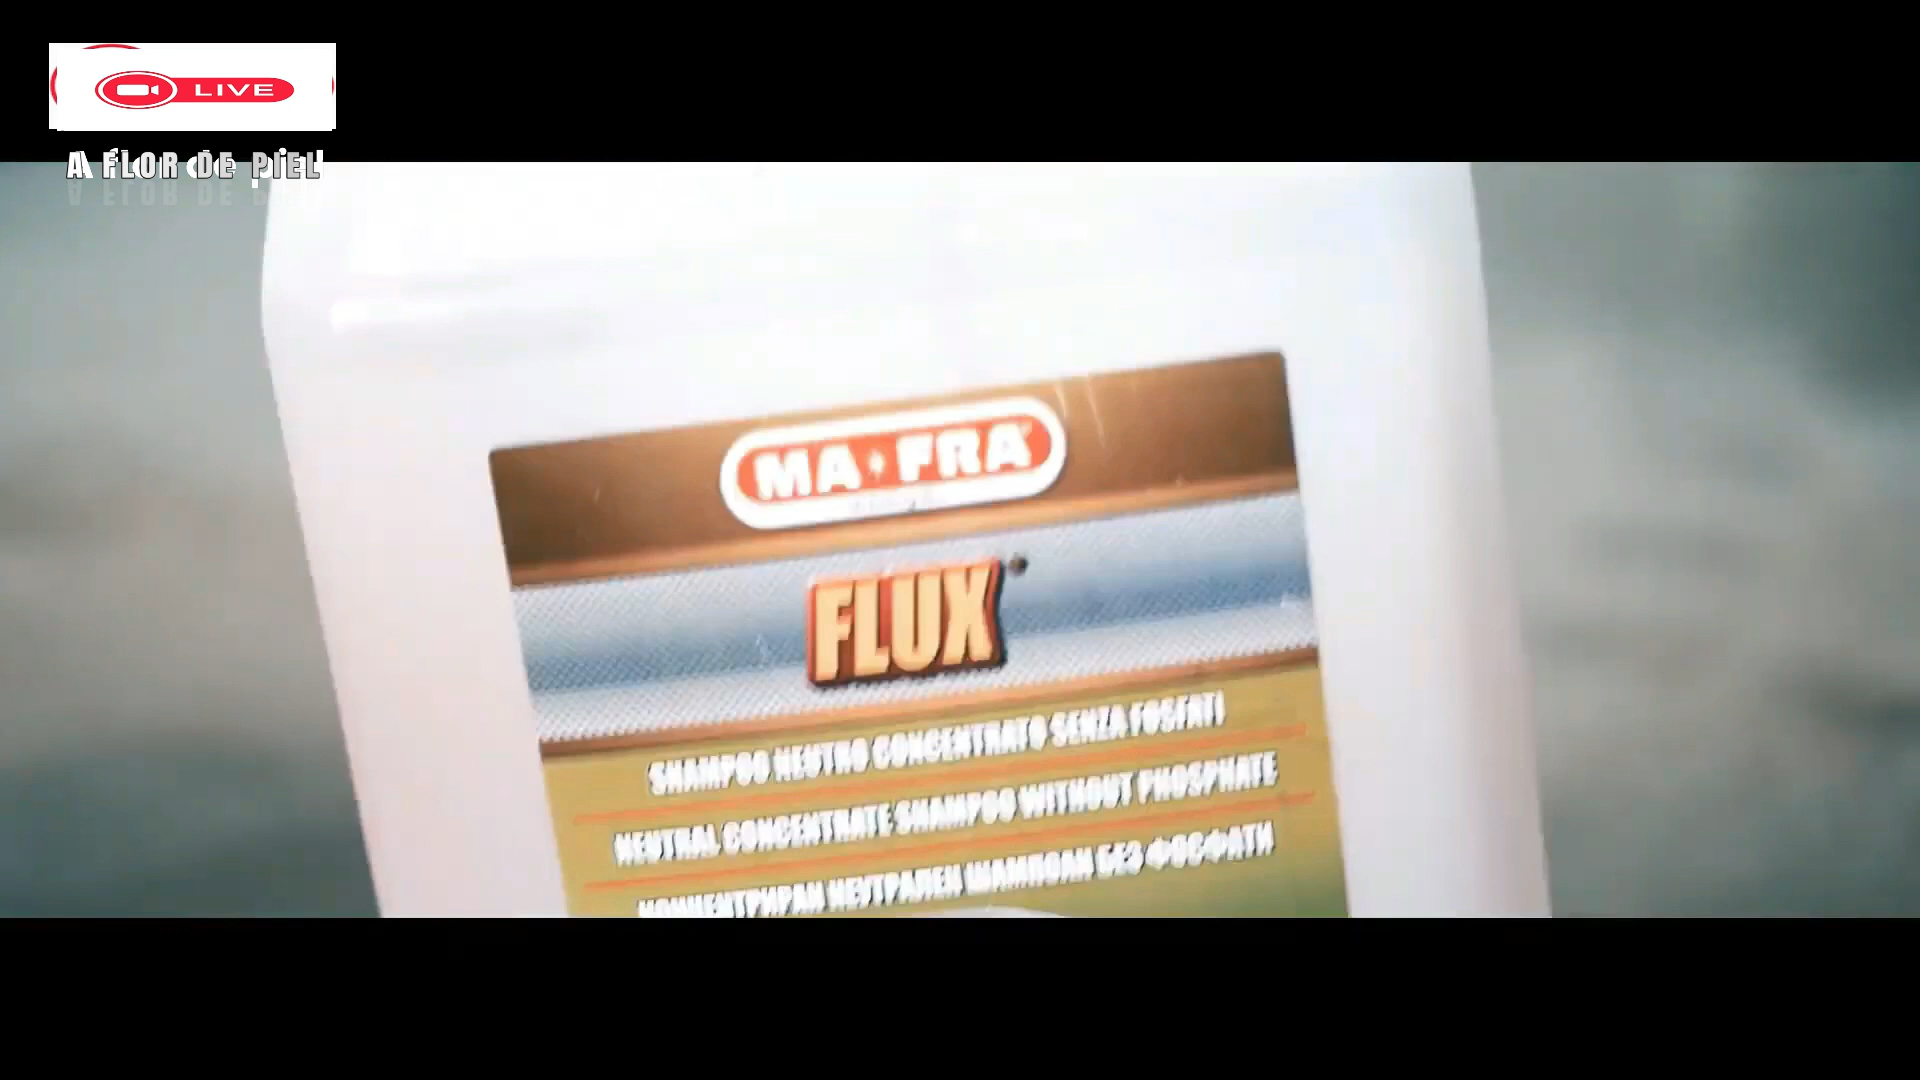 LIVE
A FLOR DE PIEL
MA FRA
FLUX
SHAMPOO NEUTRO CONCENTRATO SENZA FOSFATI
NEUTRAL CONCENTRATE SHAMPOO WITHOUT PHOSPHATE
КОНЦЕНТРИРАН НЕУТРАЛЕН ШАМПОАН БЕЗ ФОСФАТИ